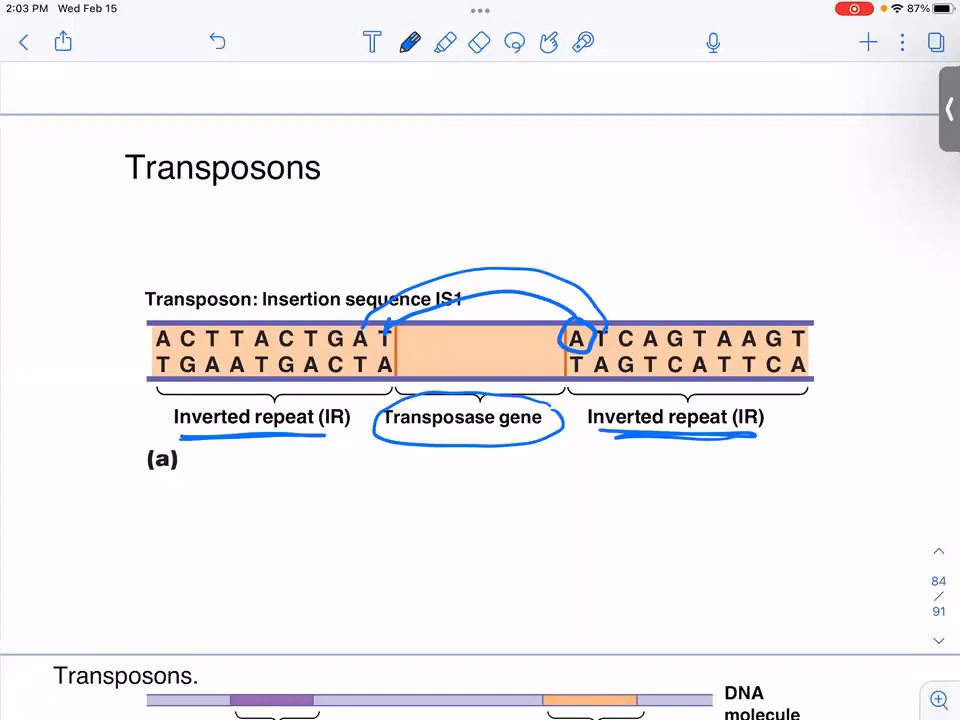 2:03 PM Wed Feb 15
87%
Transposons
Transposon: Insertion sequence IS1
A C T T A C T G A T A T C A G T A A G T
T G A A T G A C T A T A G T C A T T C A
Inverted repeat (IR) Transposase gene Inverted repeat (IR)
(a)
84
/
91
Transposons.
DNA
molecule